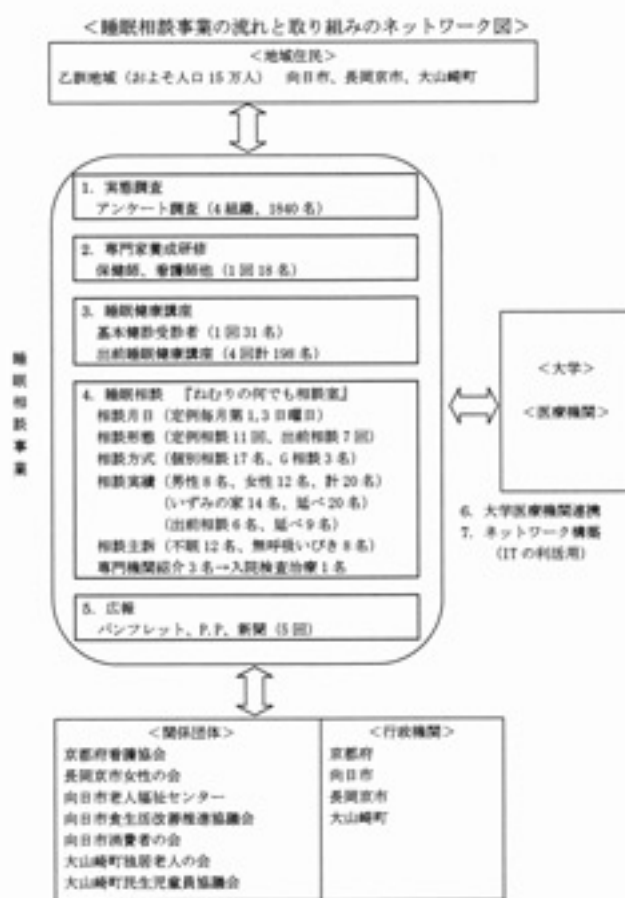 ＜睡眠相談事業の流れと取り組みのネットワーク図＞
＜地域住民＞
乙訓地域（およそ人口15万人） 向日市、長岡京市、大山崎町
1. 実態調査
アンケート調査（4組織、1840名）
2. 専門家養成研修
保健師、看護師他（1回18名）
3. 睡眠健康講座
基本健診受診者（1回31名）
出前睡眠健康講座（4回計198名）
睡眠相談事業
4. 睡眠相談 『ねむりの何でも相談室』
相談月日（定例毎月第1,3日曜日）
相談形態（定例相談11回、出前相談7回）
相談方式（個別相談17名、G相談3名）
相談実績（男性8名、女性12名、計20名）
（いずみの家14名、延べ20名）
（出前相談6名、延べ9名）
相談主訴（不眠12名、無呼吸いびき8名）
専門機関紹介3名→入院検査治療1名
5. 広報
パンフレット、P.P、新聞（5回）
＜大学＞
＜医療機関＞
6. 大学医療機関連携
7. ネットワーク構築
（ITの利活用）
＜関係団体＞
京都府看護協会
長岡京市女性の会
向日市老人福祉センター
向日市食生活改善推進協議会
向日市消費者の会
大山崎町独居老人の会
大山崎町民生児童員協議会
＜行政機関＞
京都府
向日市
長岡京市
大山崎町